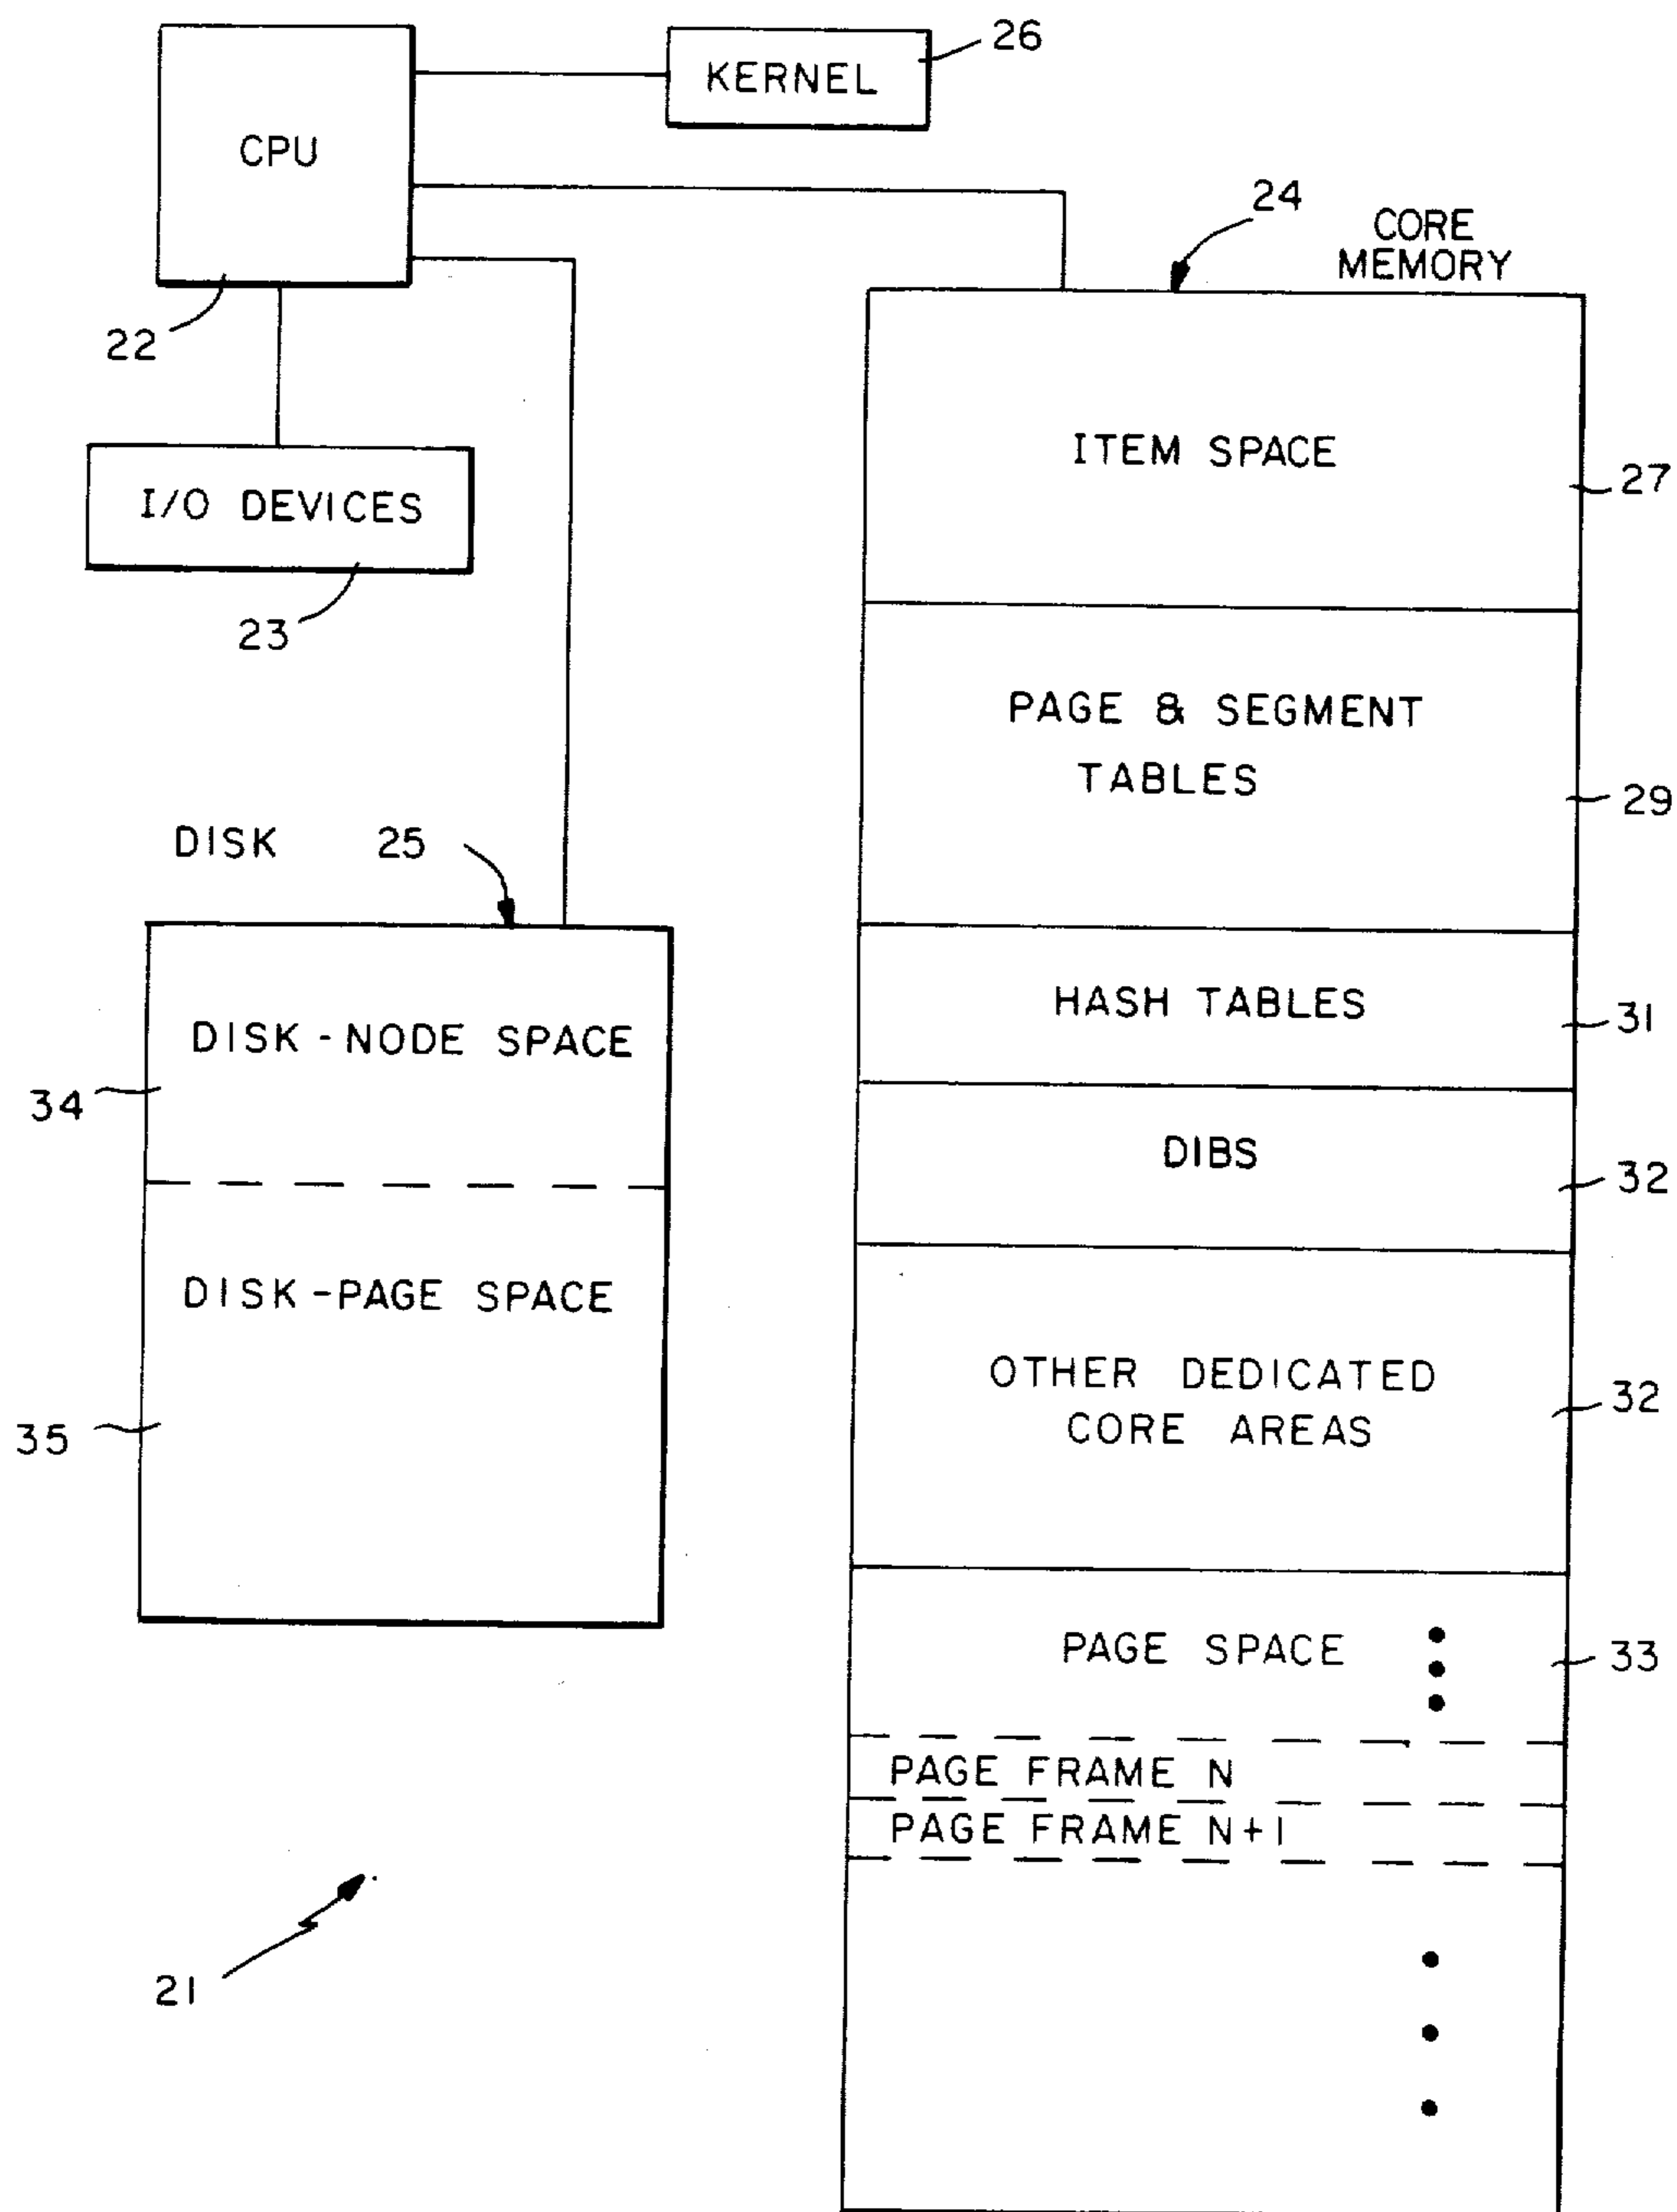 26
KERNEL
CPU
24
CORE
MEMORY
22
ITEM SPACE
27
I/O DEVICES
23
PAGE & SEGMENT
TABLES
29
DISK
25
HASH TABLES
31
DISK-NODE SPACE
34
DIBS
32
DISK-PAGE SPACE
OTHER DEDICATED
CORE AREAS
32
35
PAGE SPACE
33
PAGE FRAME N
PAGE FRAME N+1
21